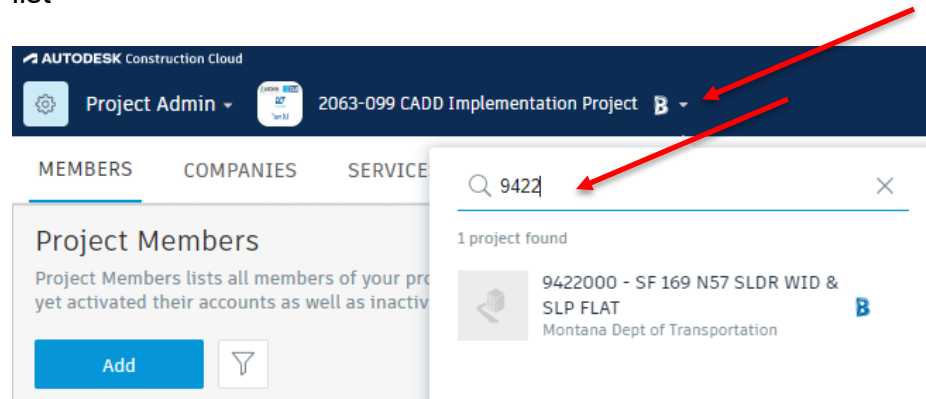 list
AUTODESK Construction Cloud
Project Admin
2063-099 CADD Implementation Project B
MEMBERS COMPANIES SERVICE
9422
1 project found
Project Members
Project Members lists all members of your pro
yet activated their accounts as well as inactiv
9422000 - SF 169 N57 SLDR WID &
SLP FLAT
Montana Dept of Transportation
B
Add